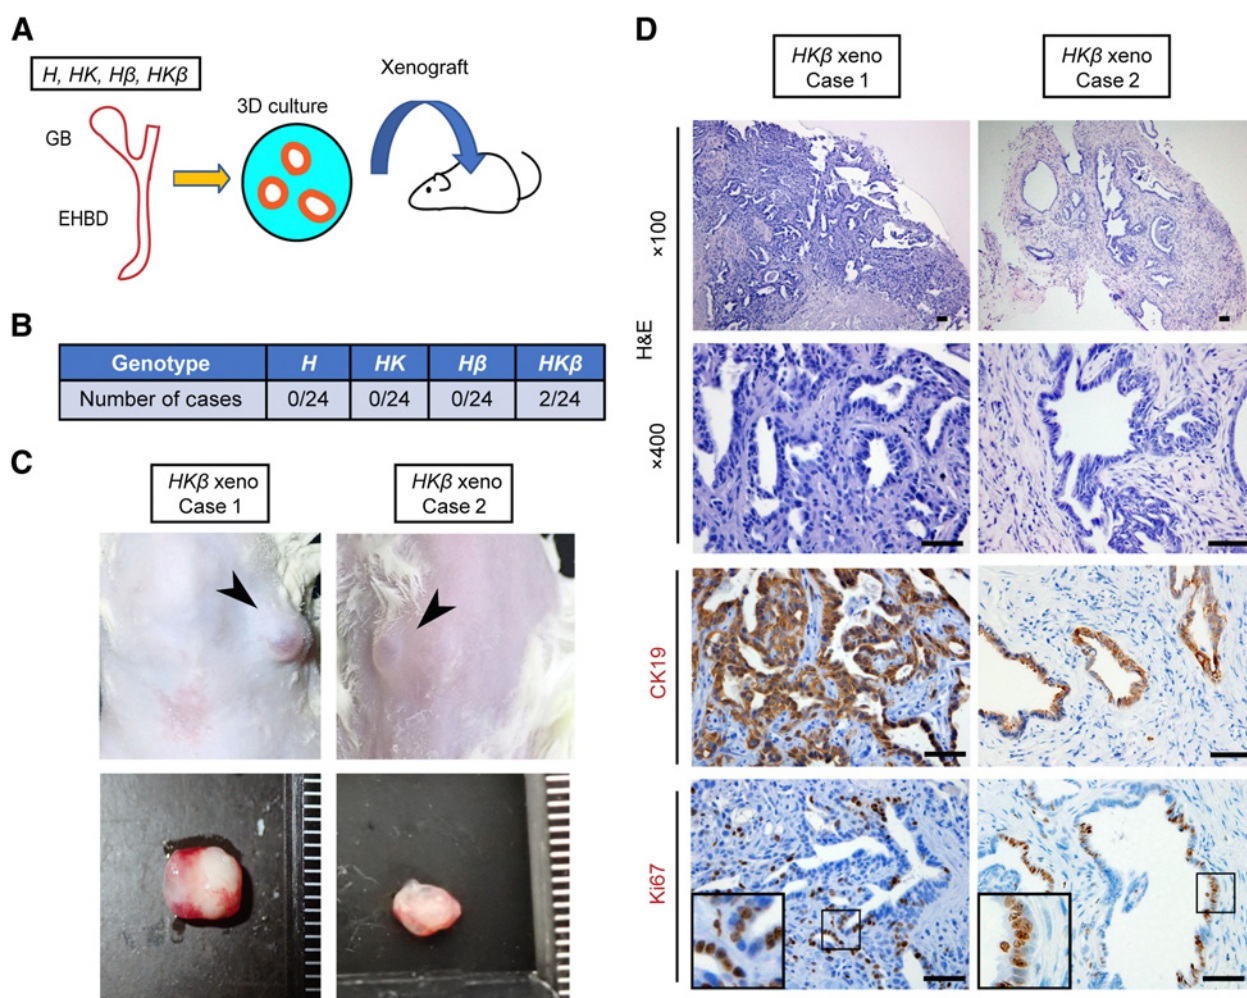 A
H, HK, Hβ, HKβ
GB
EHBD
3D culture
Xenograft
B
Genotype H HK Hβ HKβ
Number of cases 0/24 0/24 0/24 2/24
C
HKβ xeno
Case 1
HKβ xeno
Case 2
D
HKβ xeno
Case 1
HKβ xeno
Case 2
H&E
×100
×400
CK19
Ki67